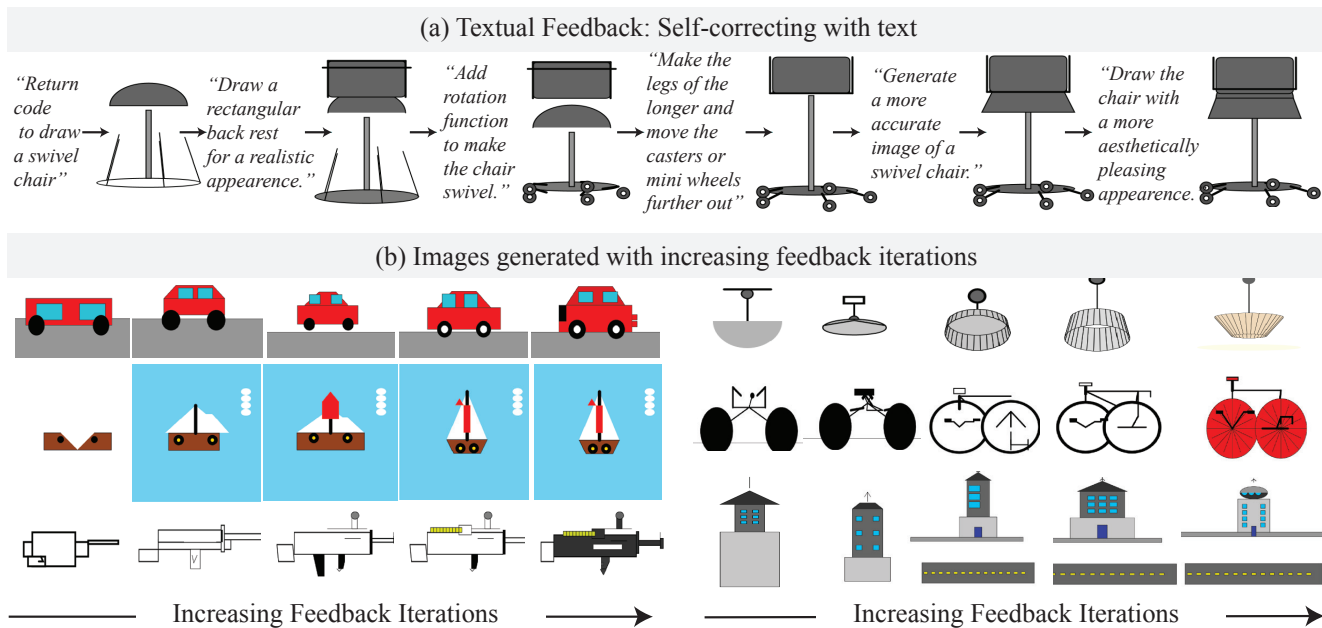 (a) Textual Feedback: Self-correcting with text
“Return
code
to draw
a swivel
chair”
“Draw a
rectangular
back rest
for a realistic
appearence.”
“Add
rotation
function
to make
the chair
swivel.”
“Make the
legs of the
longer and
move the
casters or
mini wheels
further out”
“Generate
a more
accurate
image of a
swivel chair.”
“Draw the
chair with
a more
aesthetically
pleasing
appearence.
(b) Images generated with increasing feedback iterations
Increasing Feedback Iterations
Increasing Feedback Iterations